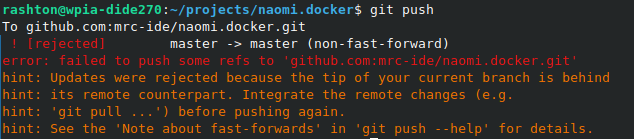 rashton@wpia-dide270:~/projects/naomi.docker$ git push
To github.com:mrc-ide/naomi.docker.git
 ! [rejected]        master -> master (non-fast-forward)
error: failed to push some refs to 'github.com:mrc-ide/naomi.docker.git'
hint: Updates were rejected because the tip of your current branch is behind
hint: its remote counterpart. Integrate the remote changes (e.g.
hint: 'git pull ...') before pushing again.
hint: See the 'Note about fast-forwards' in 'git push --help' for details.